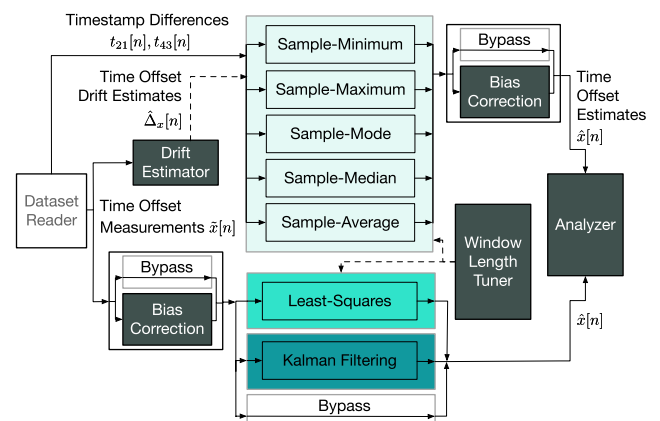 Timestamp Differences
t₂₁[n], t₄₃[n]
Time Offset
Drift Estimates
Δ̂ₓ[n]
Drift
Estimator
Dataset
Reader
Time Offset
Measurements x̃[n]
Bypass
Bias
Correction
Sample-Minimum
Sample-Maximum
Sample-Mode
Sample-Median
Sample-Average
Bypass
Bias
Correction
Time
Offset
Estimates
x̂[n]
Analyzer
Window
Length
Tuner
Least-Squares
Kalman Filtering
Bypass
x̂[n]